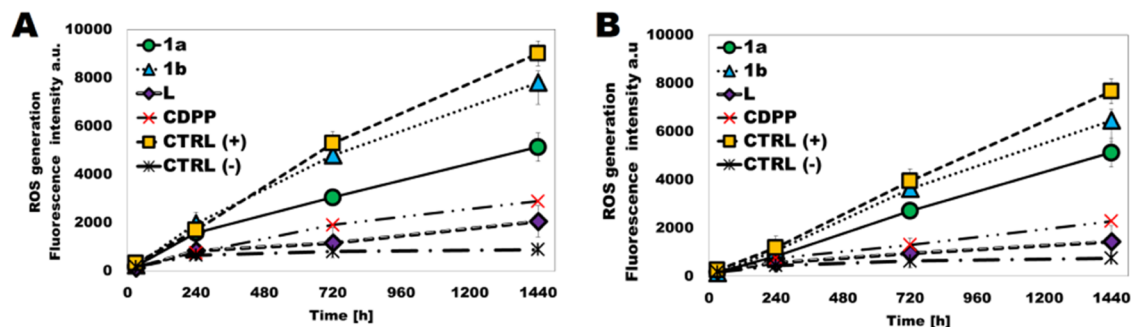 A
ROS generation
Fluorescence intensity a.u.
10000
8000
6000
4000
2000
0
1a
1b
L
CDPP
CTRL (+)
CTRL (-)
0 240 480 720 960 1200 1440
Time [h]
B
ROS generation
Fluorescence intensity a.u
10000
8000
6000
4000
2000
0
1a
1b
L
CDPP
CTRL (+)
CTRL (-)
0 240 480 720 960 1200 1440
Time [h]